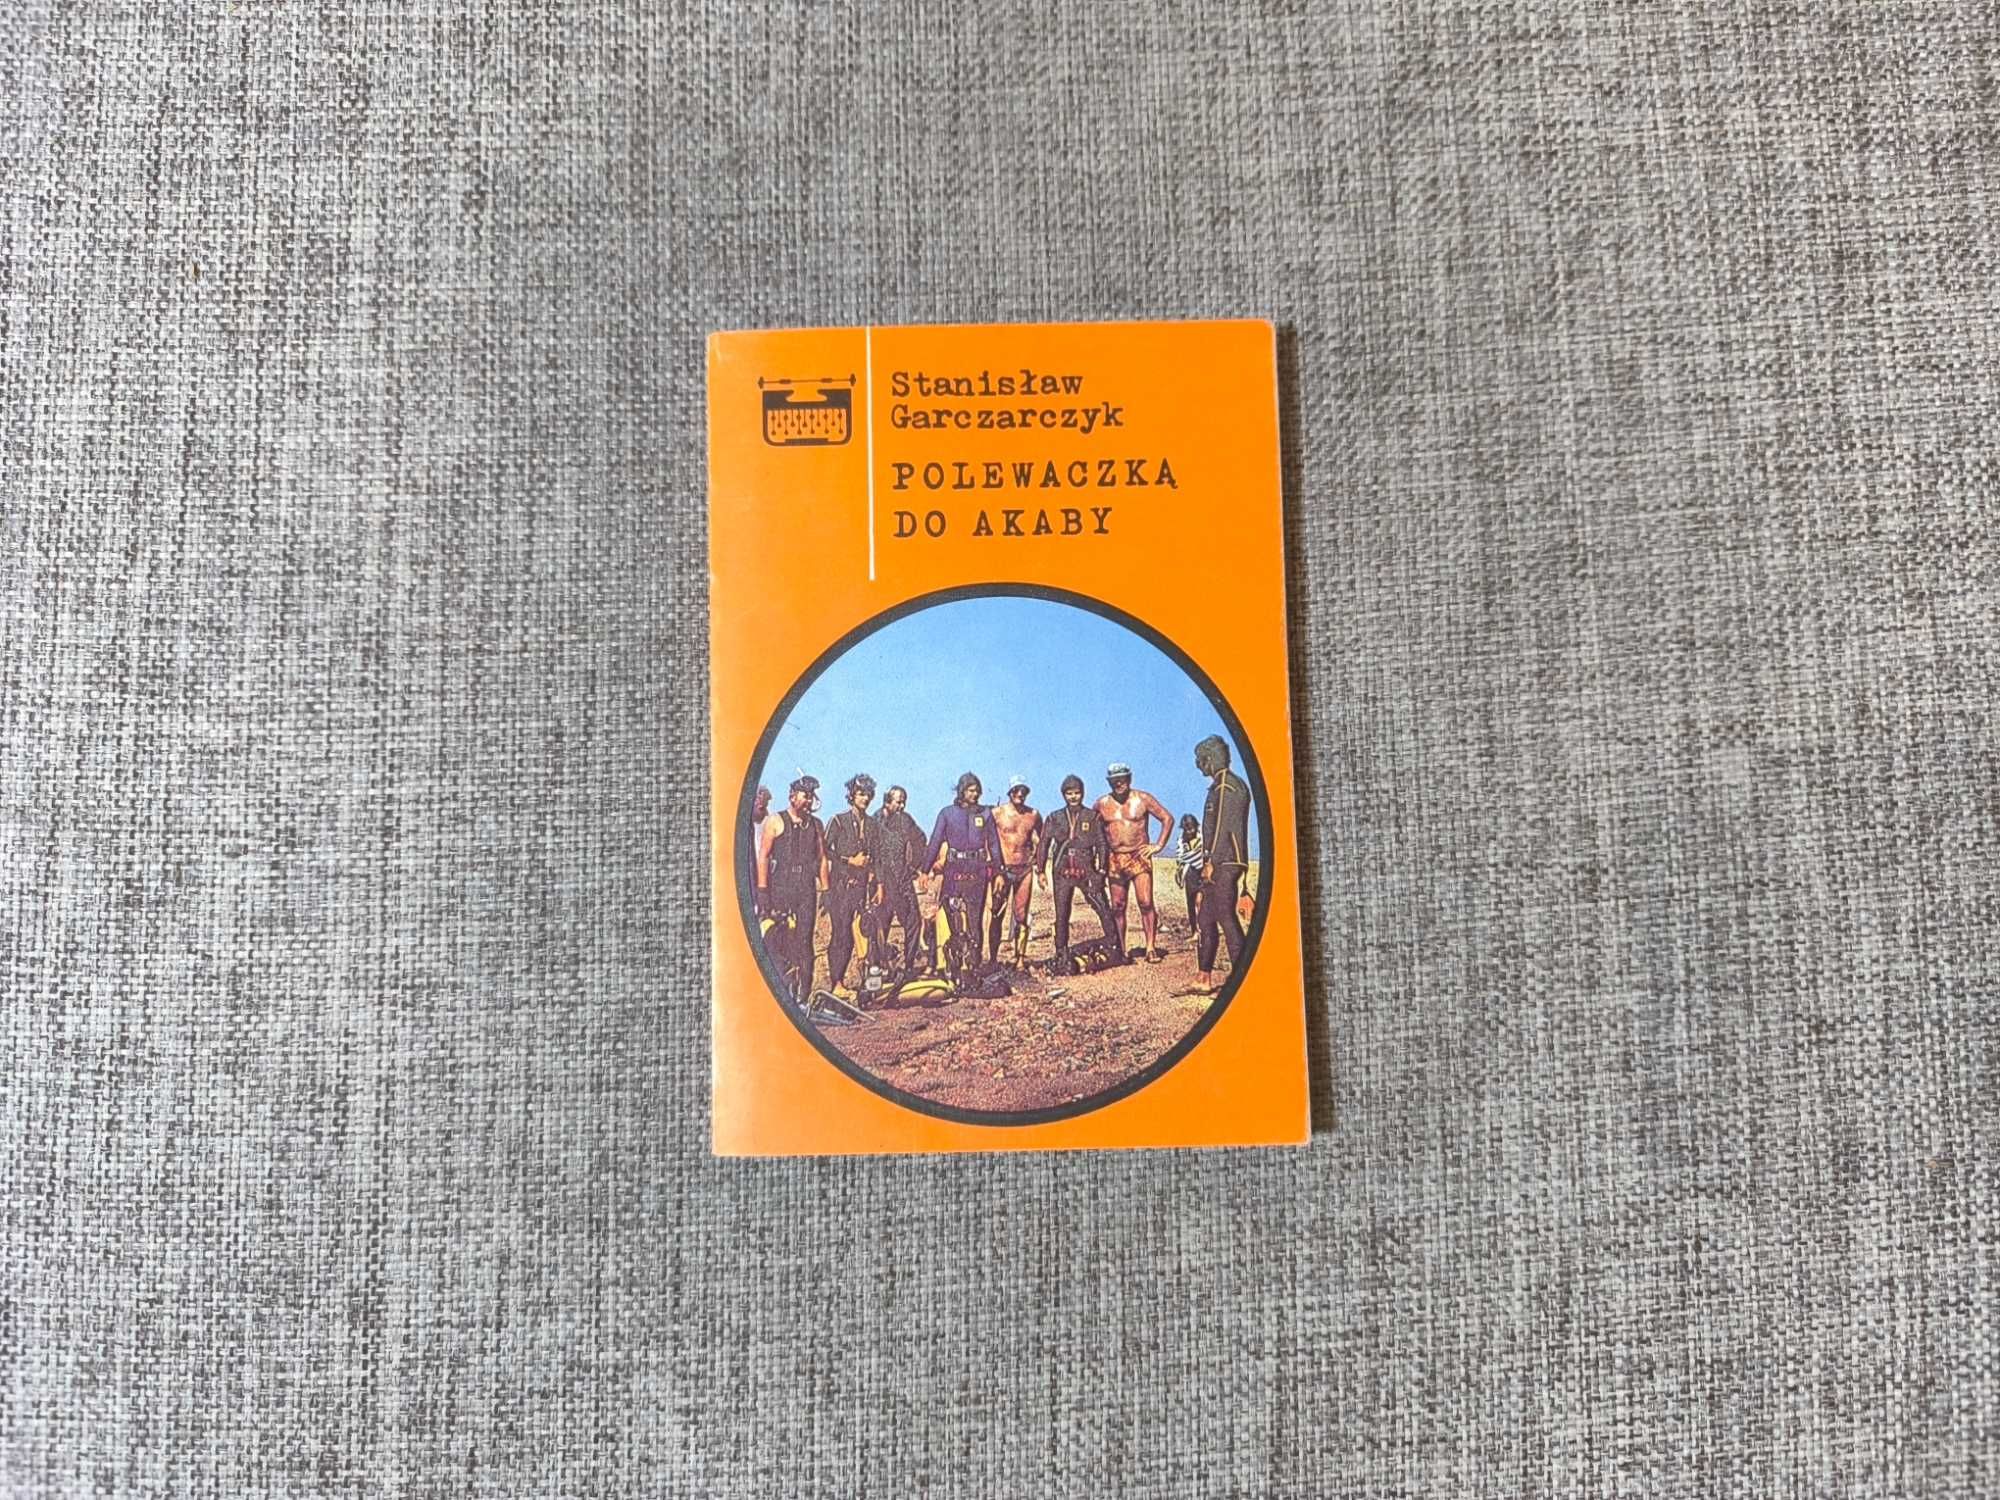 Stanisław
Garczarczyk
POLEWACZKĄ
DO AKABY